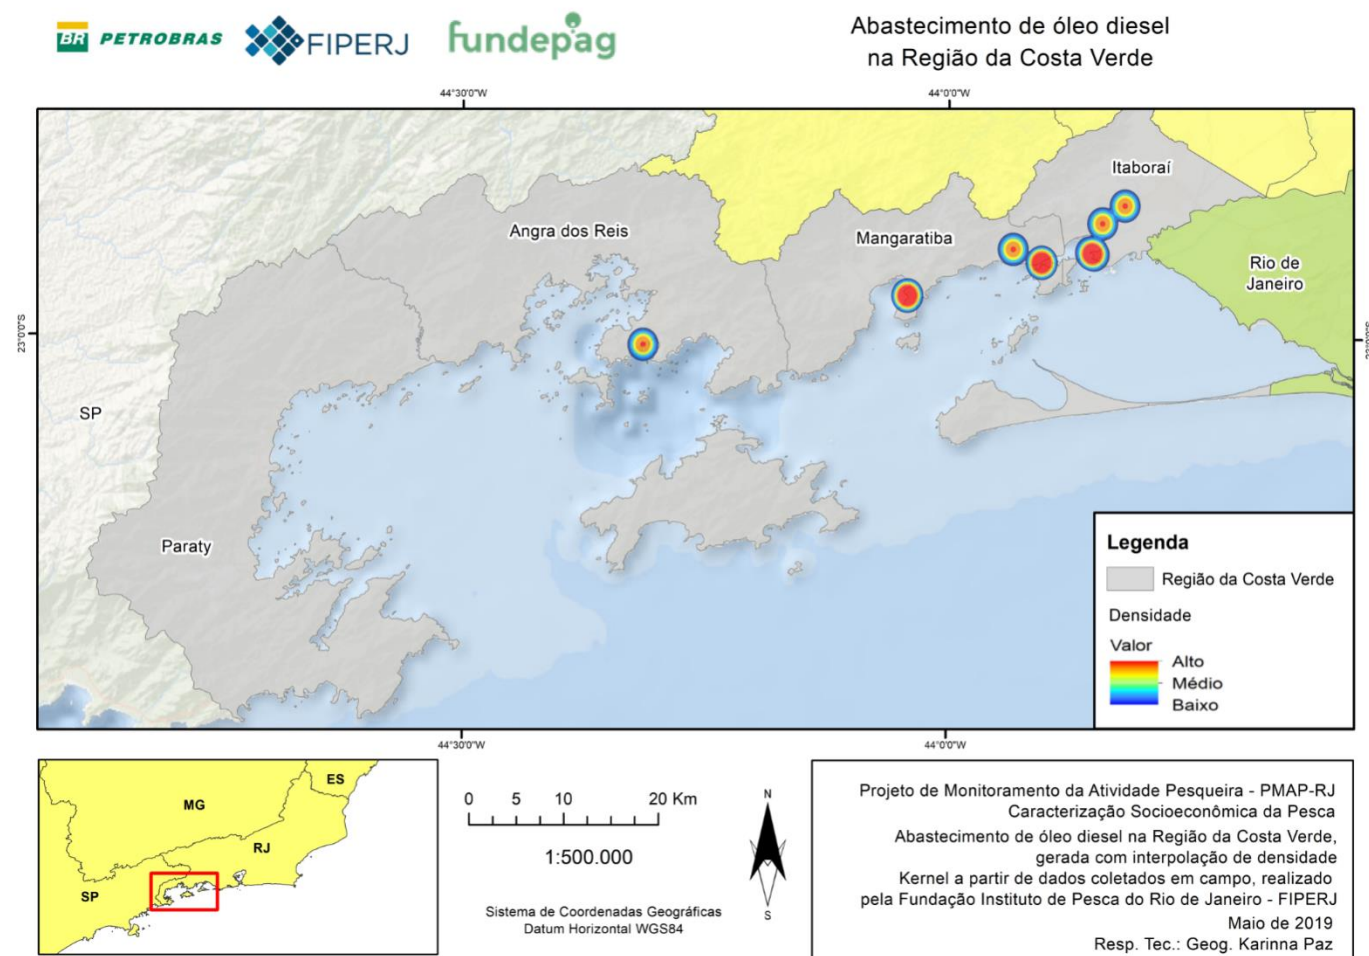 BR PETROBRAS
FIPERJ
fundepag
Abastecimento de óleo diesel
na Região da Costa Verde
44°30'0"W
44°0'0"W
Itaboraí
Angra dos Reis
Mangaratiba
Rio de
Janeiro
23°0'0"S
23°0'0"S
SP
Paraty
Legenda
Região da Costa Verde
Densidade
Valor
Alto
Médio
Baixo
44°30'0"W
44°0'0"W
ES
MG
RJ
SP
0 5 10 20 Km
1:500.000
Sistema de Coordenadas Geográficas
Datum Horizontal WGS84
N
S
Projeto de Monitoramento da Atividade Pesqueira - PMAP-RJ
Caracterização Socioeconômica da Pesca
Abastecimento de óleo diesel na Região da Costa Verde,
gerada com interpolação de densidade
Kernel a partir de dados coletados em campo, realizado
pela Fundação Instituto de Pesca do Rio de Janeiro - FIPERJ
Maio de 2019
Resp. Tec.: Geog. Karinna Paz